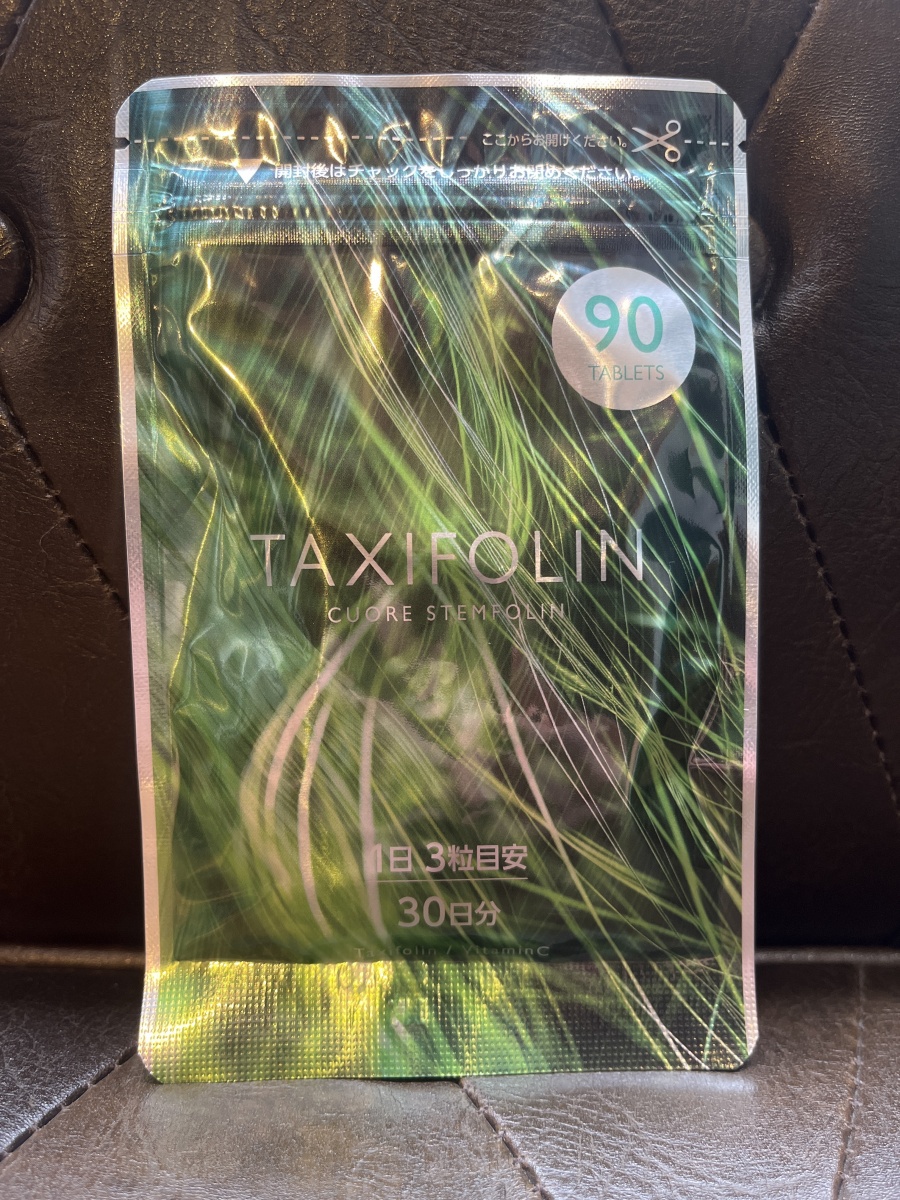 ここからお開けください。
開封後はチャックをしっかりお閉めください。
90
TABLETS
TAXIFOLIN
CUORE STEMFOLIN
1日 3粒目安
30日分
Taxifolin / VitaminC